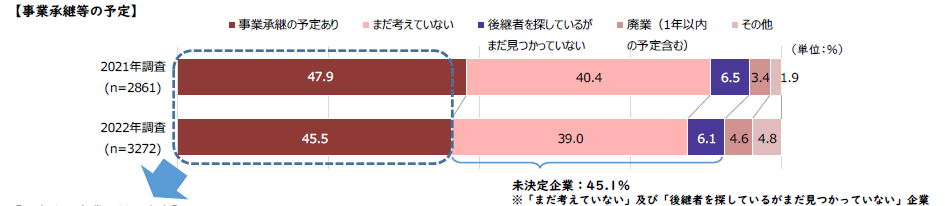 【事業承継等の予定】
■事業承継の予定あり ■まだ考えていない ■後継者を探しているが
まだ見つかっていない ■廃業（1年以内
の予定含む） ■その他
（単位：%）
2021年調査
(n=2861)
47.9 40.4 6.5 3.4 1.9
2022年調査
(n=3272)
45.5 39.0 6.1 4.6 4.8
未決定企業：45.1%
※「まだ考えていない」及び「後継者を探しているがまだ見つかっていない」企業